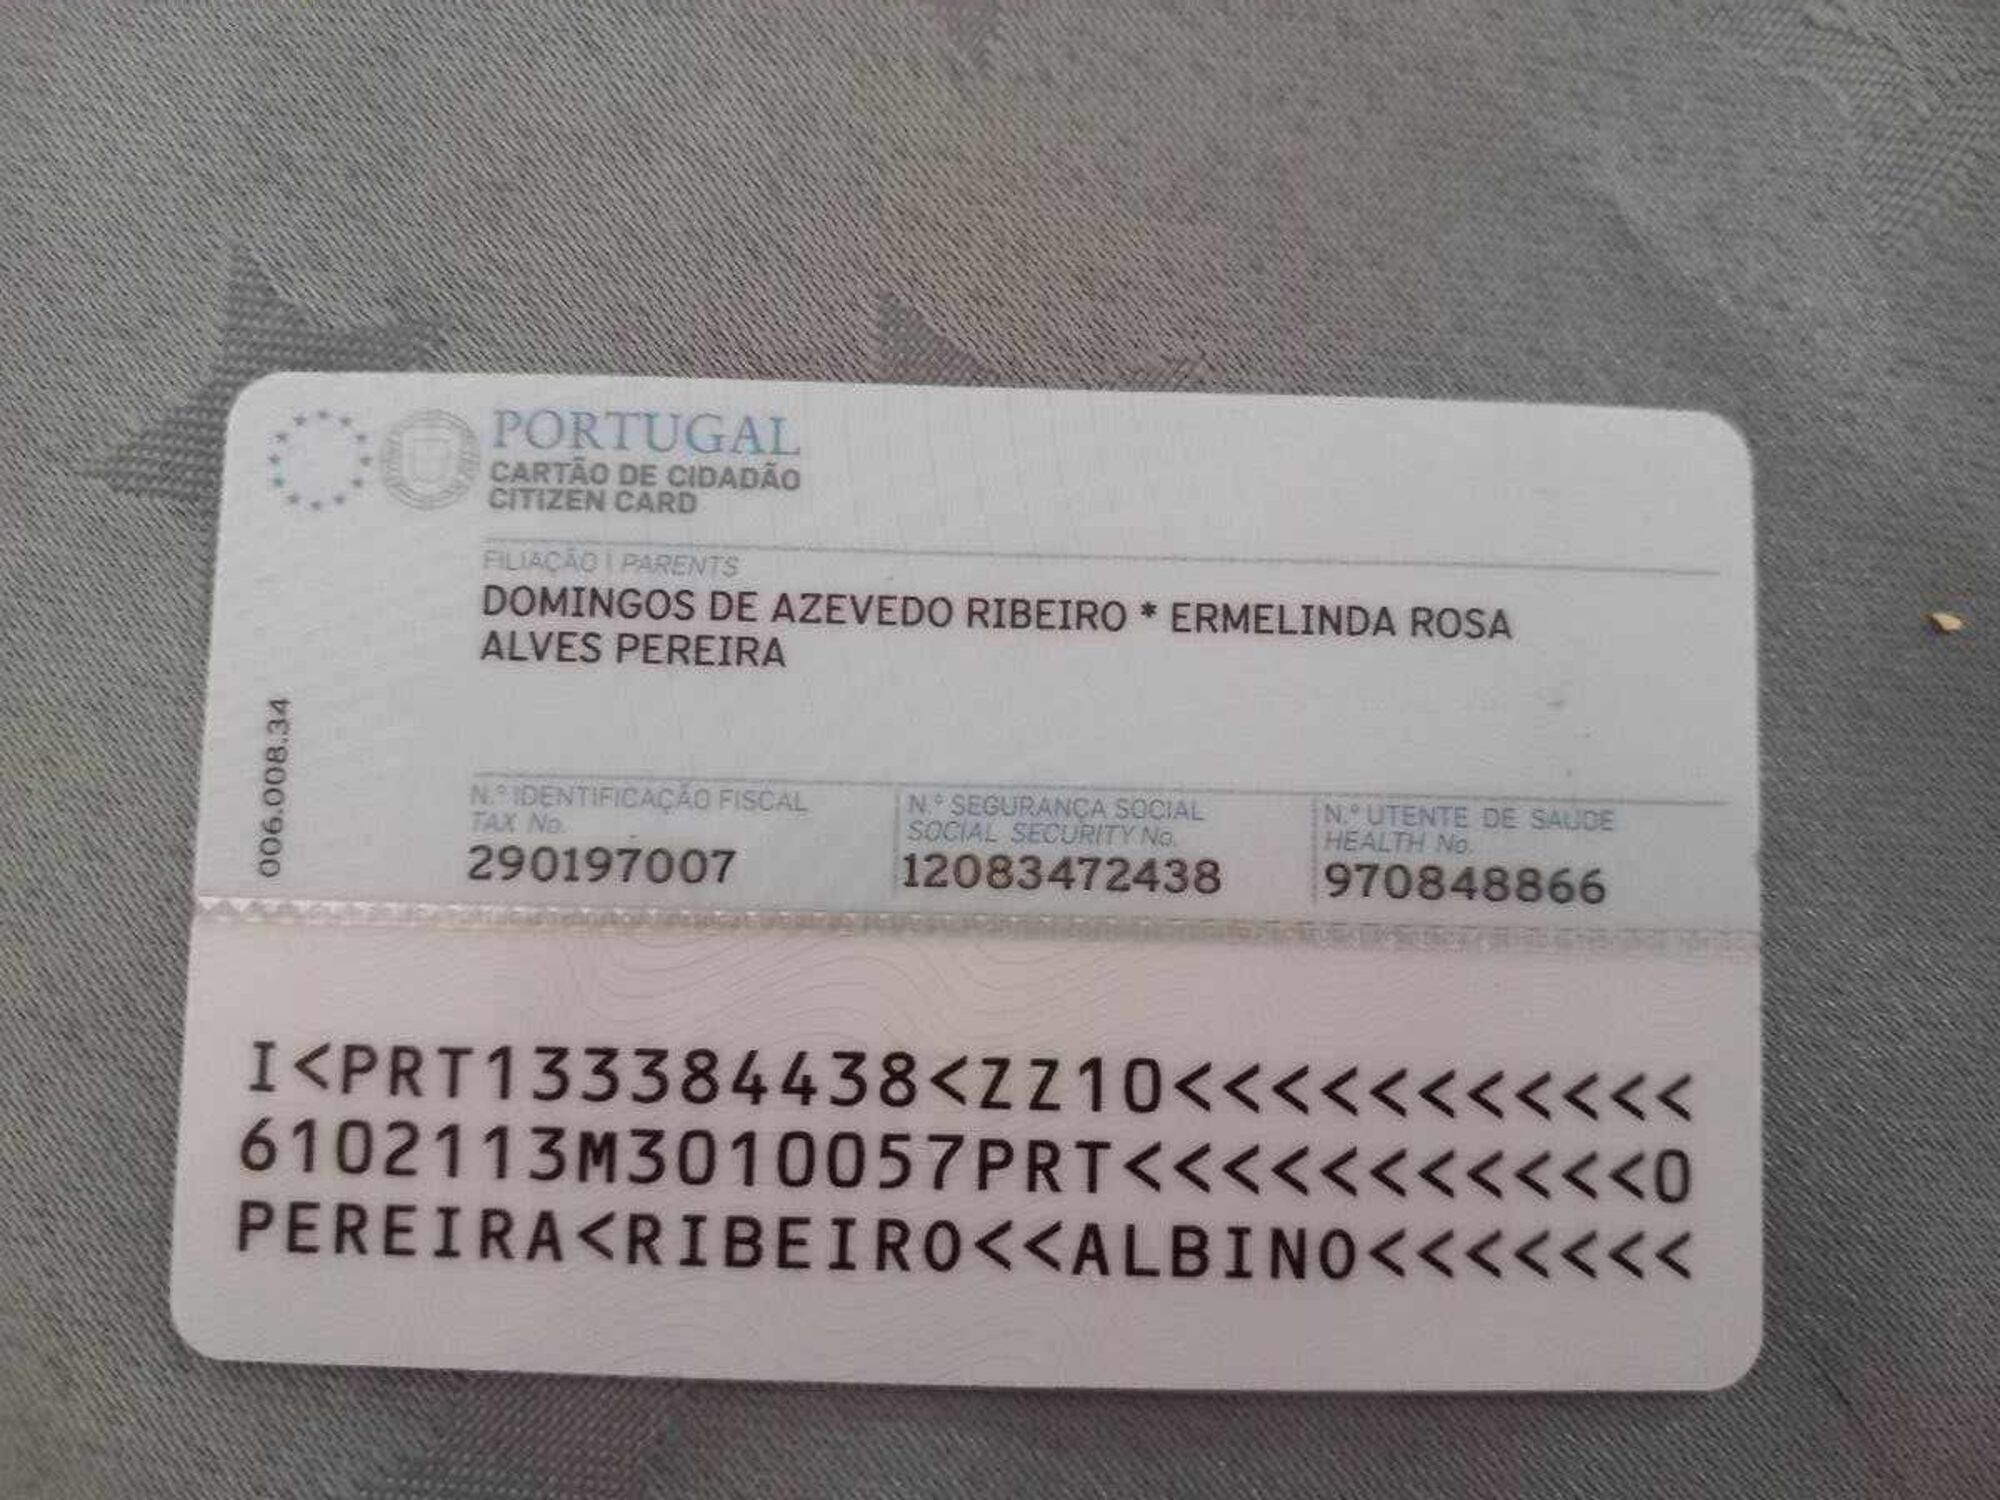 PORTUGAL
CARTÃO DE CIDADÃO
CITIZEN CARD
FILIAÇÃO | PARENTS
DOMINGOS DE AZEVEDO RIBEIRO * ERMELINDA ROSA
ALVES PEREIRA
006.008.34
N.º IDENTIFICAÇÃO FISCAL
TAX No.
290197007
N.º SEGURANÇA SOCIAL
SOCIAL SECURITY No.
12083472438
N.º UTENTE DE SAÚDE
HEALTH No.
970848866
I<PRT133384438<ZZ10<<<<<<<<<<<
6102113M3010057PRT<<<<<<<<<<<0
PEREIRA<RIBEIRO<<ALBINO<<<<<<<